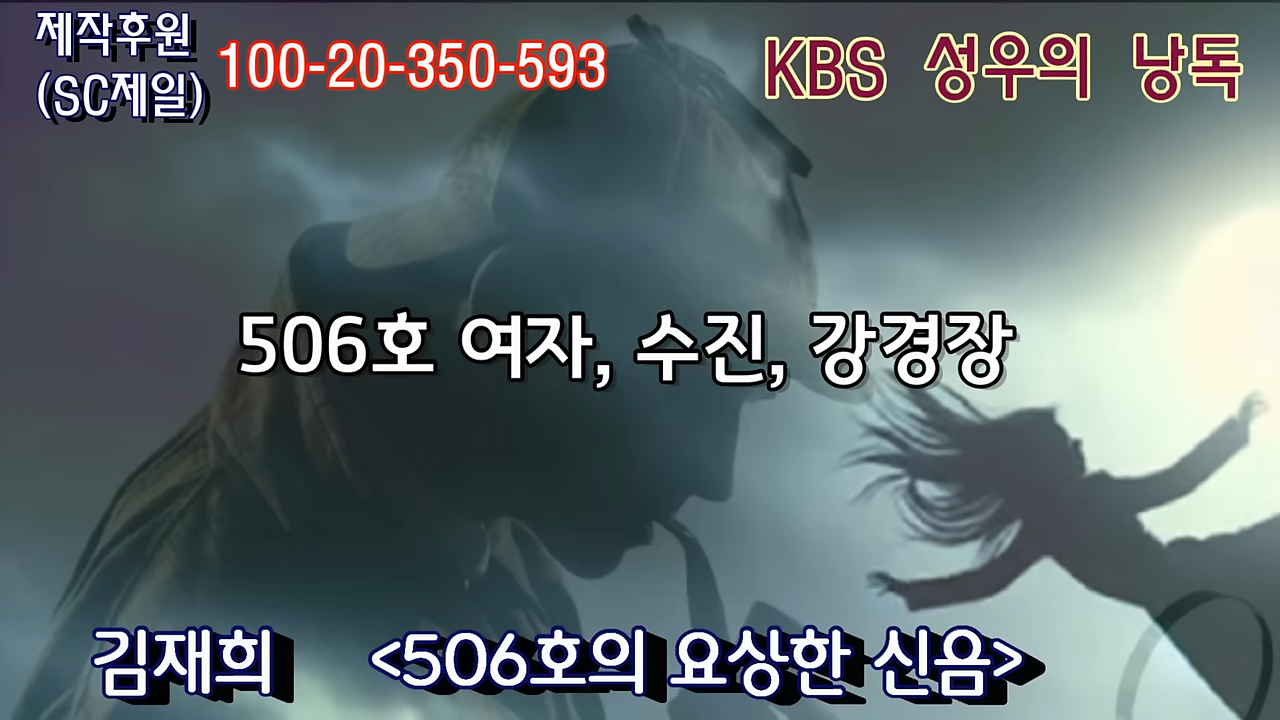 제작후원
(SC제일)
100-20-350-593
KBS 성우의 낭독
506호 여자, 수진, 강경장
김재희 <506호의 요상한 신음>